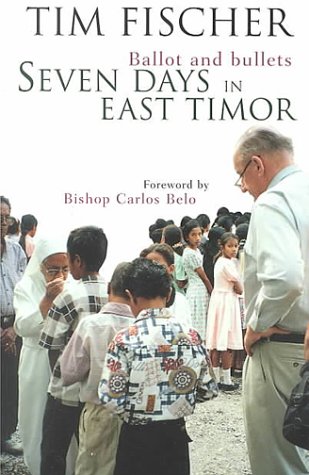 TIM FISCHER
Ballot and bullets
SEVEN DAYS IN
EAST TIMOR
Foreword by
Bishop Carlos Belo